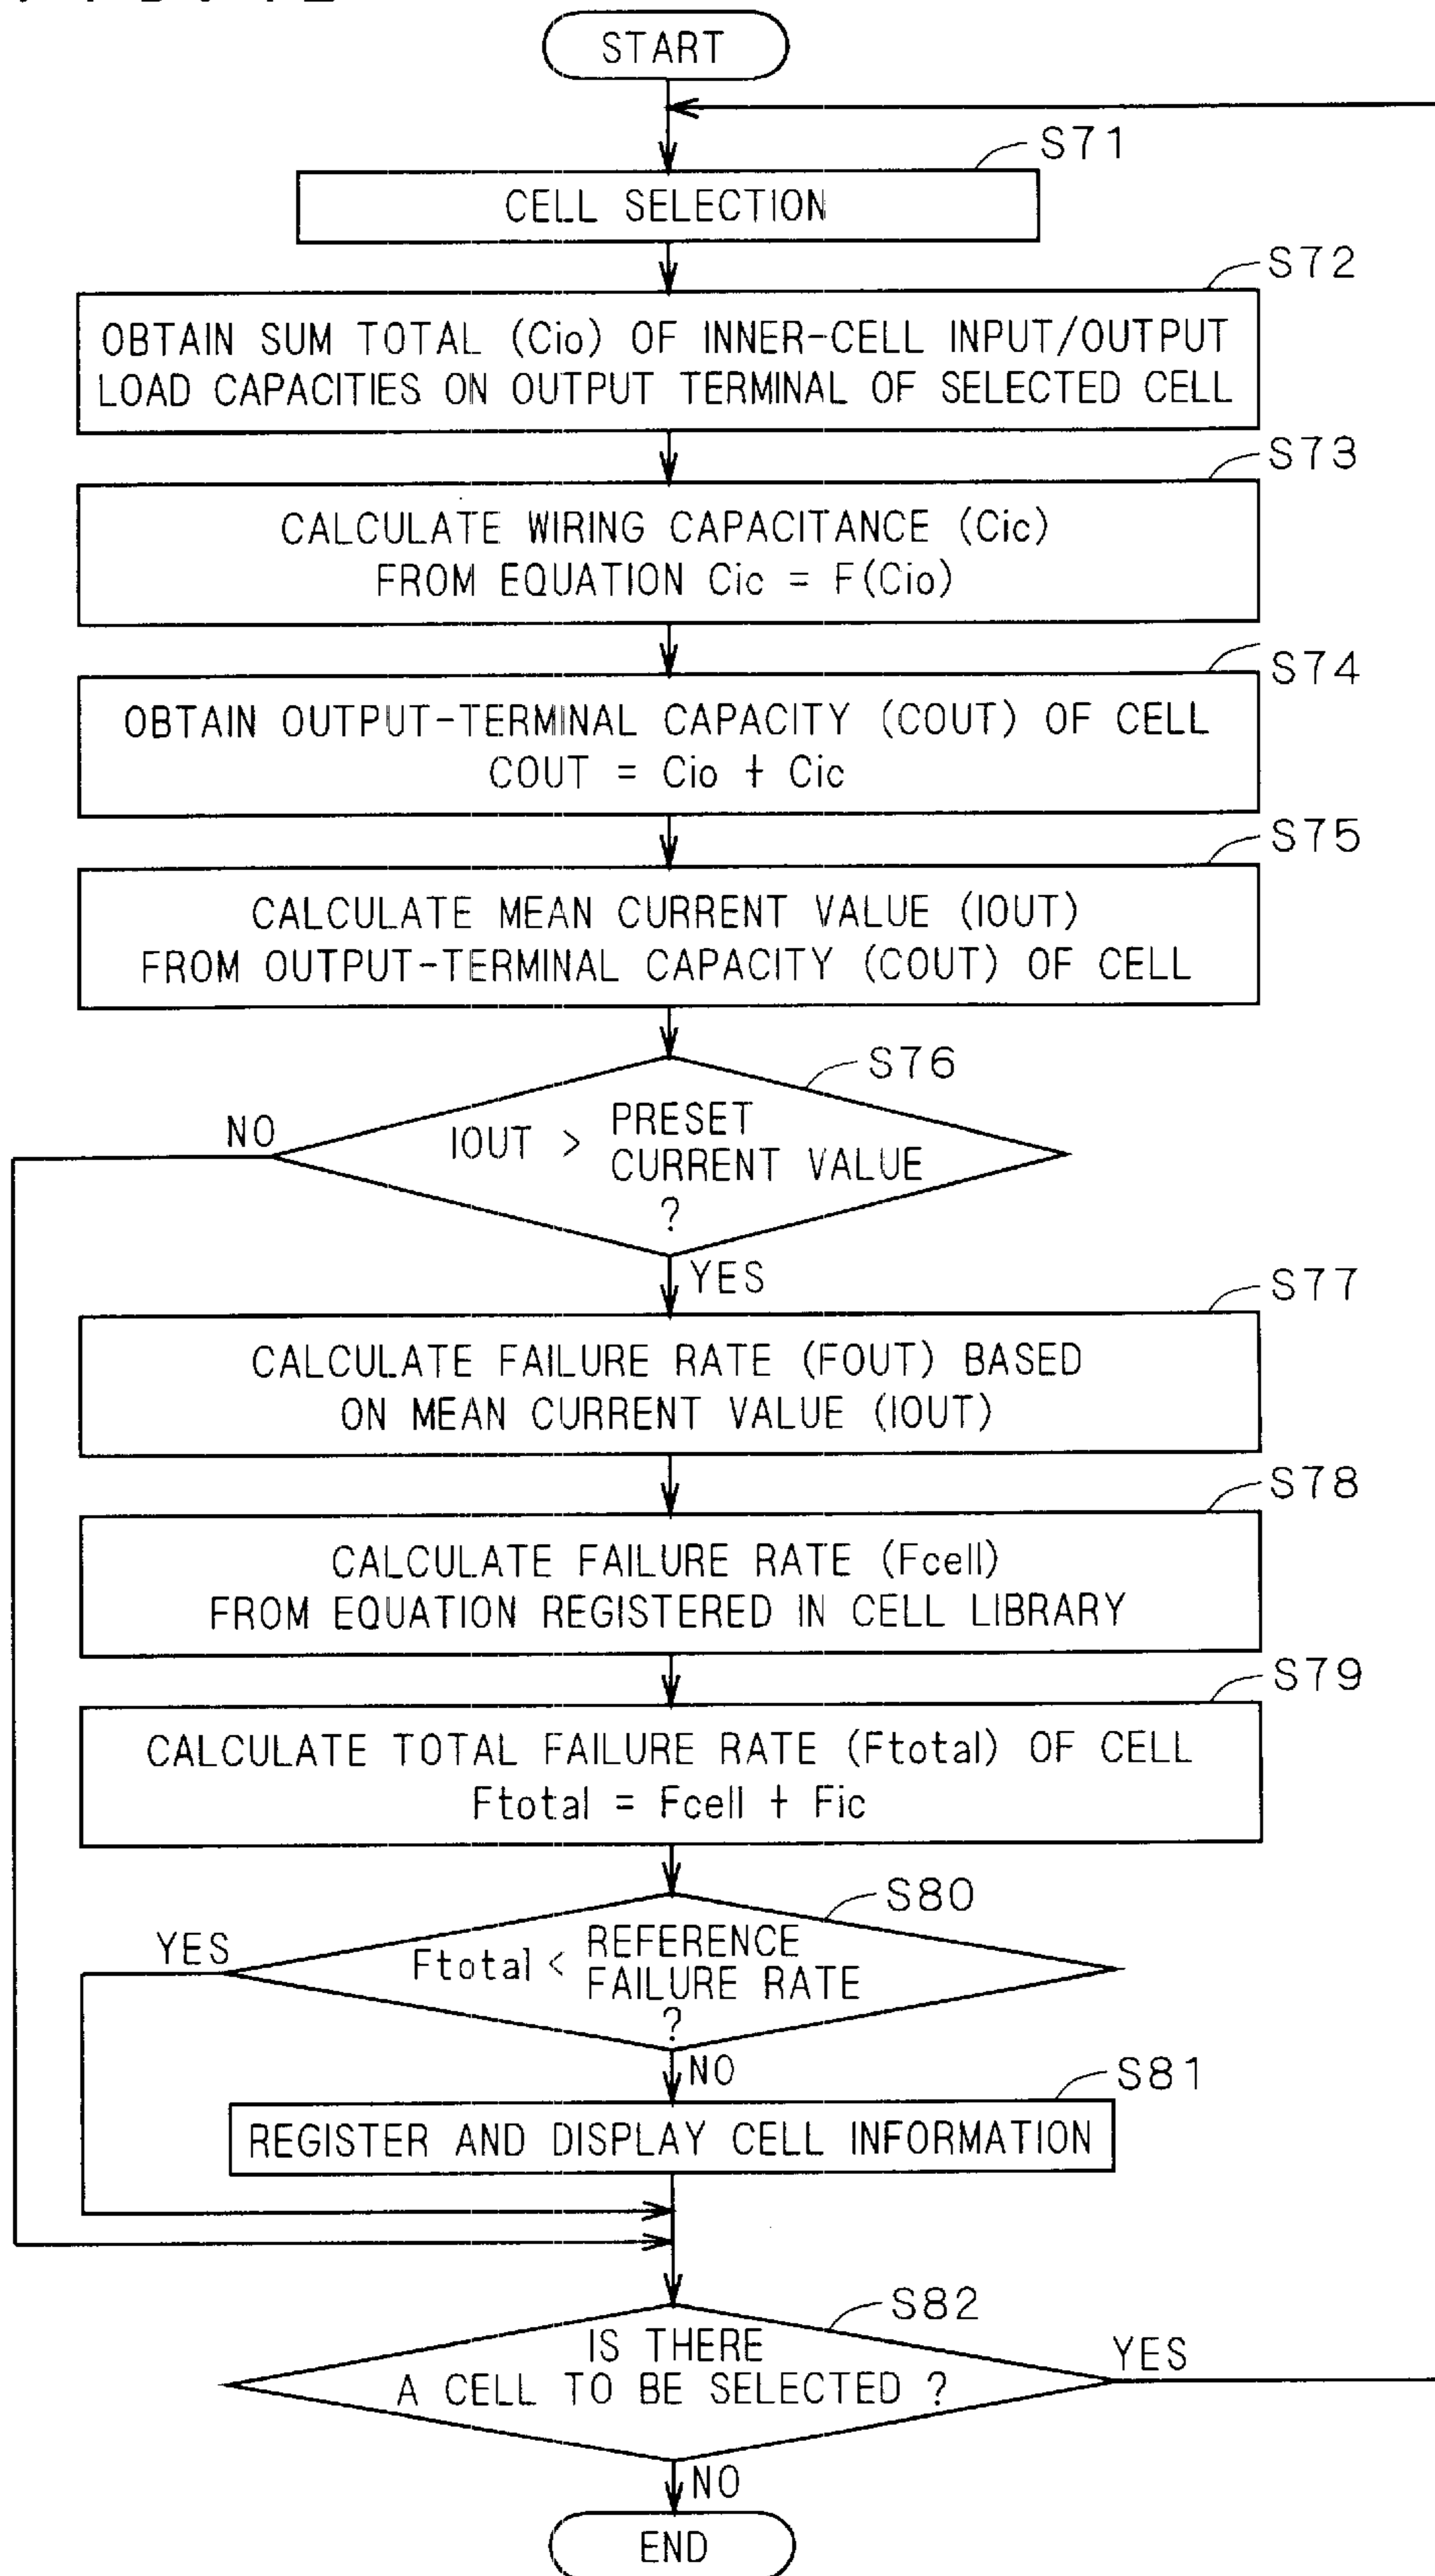 START
S71
CELL SELECTION
S72
OBTAIN SUM TOTAL (Cio) OF INNER-CELL INPUT/OUTPUT
LOAD CAPACITIES ON OUTPUT TERMINAL OF SELECTED CELL
S73
CALCULATE WIRING CAPACITANCE (Cic)
FROM EQUATION Cic = F(Cio)
S74
OBTAIN OUTPUT-TERMINAL CAPACITY (COUT) OF CELL
COUT = Cio + Cic
S75
CALCULATE MEAN CURRENT VALUE (IOUT)
FROM OUTPUT-TERMINAL CAPACITY (COUT) OF CELL
S76
NO
IOUT > PRESET
CURRENT VALUE
?
YES
S77
CALCULATE FAILURE RATE (FOUT) BASED
ON MEAN CURRENT VALUE (IOUT)
S78
CALCULATE FAILURE RATE (Fcell)
FROM EQUATION REGISTERED IN CELL LIBRARY
S79
CALCULATE TOTAL FAILURE RATE (Ftotal) OF CELL
Ftotal = Fcell + Fic
S80
YES
Ftotal < REFERENCE
FAILURE RATE
?
NO
S81
REGISTER AND DISPLAY CELL INFORMATION
S82
IS THERE
A CELL TO BE SELECTED ?
YES
NO
END